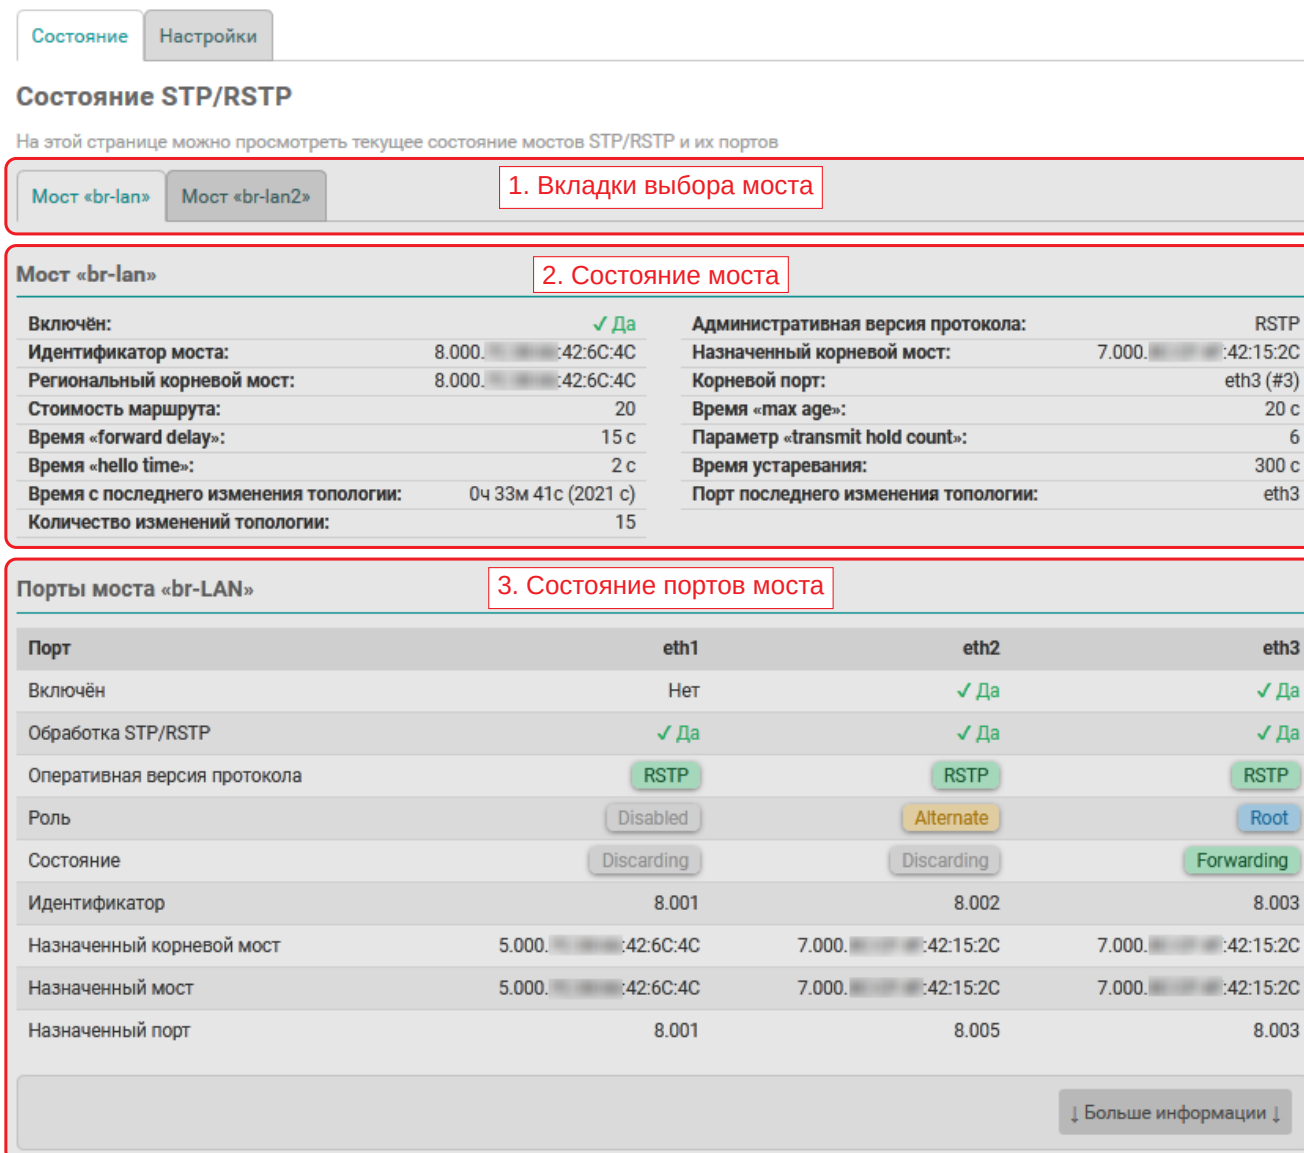 Состояние Настройки
Состояние STP/RSTP
На этой странице можно просмотреть текущее состояние мостов STP/RSTP и их портов
Мост «br-lan» Мост «br-lan2» 1. Вкладки выбора моста
Мост «br-lan» 2. Состояние моста
Включён: ✓ Да Административная версия протокола: RSTP
Идентификатор моста: 8.000. :42:6C:4C Назначенный корневой мост: 7.000. :42:15:2C
Региональный корневой мост: 8.000. :42:6C:4C Корневой порт: eth3 (#3)
Стоимость маршрута: 20 Время «max age»: 20 с
Время «forward delay»: 15 с Параметр «transmit hold count»: 6
Время «hello time»: 2 с Время устаревания: 300 с
Время с последнего изменения топологии: 0ч 33м 41с (2021 с) Порт последнего изменения топологии: eth3
Количество изменений топологии: 15
Порты моста «br-LAN» 3. Состояние портов моста
Порт eth1 eth2 eth3
Включён Нет ✓ Да ✓ Да
Обработка STP/RSTP ✓ Да ✓ Да ✓ Да
Оперативная версия протокола RSTP RSTP RSTP
Роль Disabled Alternate Root
Состояние Discarding Discarding Forwarding
Идентификатор 8.001 8.002 8.003
Назначенный корневой мост 5.000. :42:6C:4C 7.000. :42:15:2C 7.000. :42:15:2C
Назначенный мост 5.000. :42:6C:4C 7.000. :42:15:2C 7.000. :42:15:2C
Назначенный порт 8.001 8.005 8.003
↓ Больше информации ↓